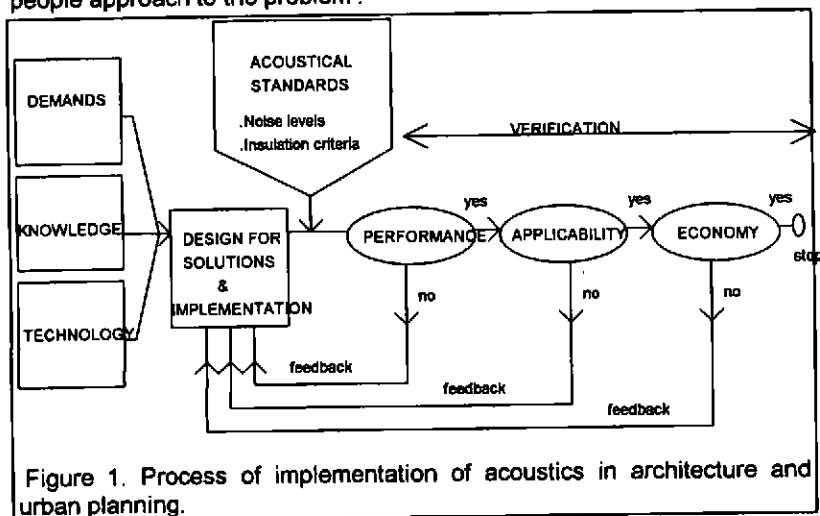 people approach to the problem .
ACOUSTICAL
STANDARDS
.Noise levels
.Insulation criteria
DEMANDS
KNOWLEDGE
TECHNOLOGY
DESIGN FOR
SOLUTIONS
&
IMPLEMENTATION
VERIFICATION
PERFORMANCE
yes
APPLICABILITY
yes
ECONOMY
yes
stop
no
no
no
feedback
feedback
feedback
Figure 1. Process of implementation of acoustics in architecture and
urban planning.